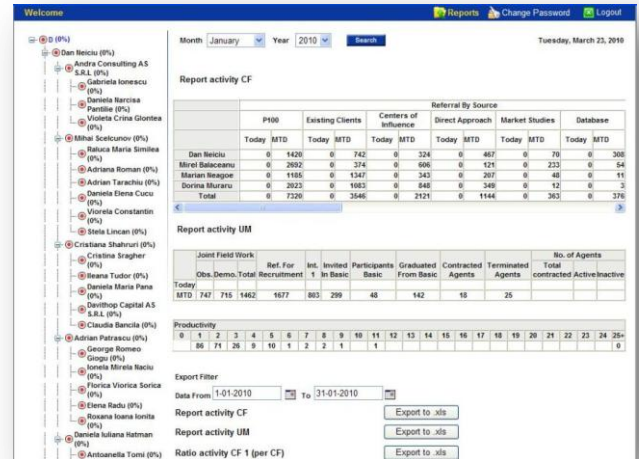 Welcome
Reports Change Password Logout
D (0%)
Dan Neiciu (0%)
Andra Consulting AS
S.R.L (0%)
Gabriela Ionescu
(0%)
Daniela Narcisa
Pantilie (0%)
Violeta Crina Glontea
(0%)
Mihai Scelcunov (0%)
Raluca Maria Similea
(0%)
Adriana Roman (0%)
Adrian Tarachiu (0%)
Daniela Elena Cucu
(0%)
Viorela Constantin
(0%)
Stela Lincan (0%)
Cristiana Shahruri (0%)
Cristina Sragher
(0%)
Ileana Tudor (0%)
Daniela Maria Pana
(0%)
Davithop Capital AS
S.R.L (0%)
Claudia Bancila (0%)
Adrian Patrascu (0%)
George Romeo
Giogu (0%)
Ionela Mirela Naciu
(0%)
Florica Viorica Sorica
(0%)
Elena Radu (0%)
Roxana Ioana Ionita
(0%)
Daniela Iuliana Hatman
(0%)
Antoanella Tomi (0%)
Month January Year 2010 Search Tuesday, March 23, 2010
Report activity CF
Referral By Source
P100 Existing Clients Centers of Influence Direct Approach Market Studies Database
Today MTD Today MTD Today MTD Today MTD Today MTD Today MTD
Dan Neiciu 0 1420 0 742 0 324 0 467 0 70 0 308
Mirel Balaceanu 0 2692 0 374 0 606 0 121 0 233 0 54
Marian Neagoe 0 1185 0 1347 0 343 0 207 0 48 0 11
Dorina Muraru 0 2023 0 1083 0 848 0 349 0 12 0 3
Total 0 7320 0 3546 0 2121 0 1144 0 363 0 376
Report activity UM
Joint Field Work No. of Agents
Obs. Demo. Total Ref. For Recruitment Int. 1 Invited In Basic Participants Basic Graduated From Basic Contracted Agents Terminated Agents Total contracted Active Inactive
Today
MTD 747 715 1462 1677 803 299 48 142 18 25
Productivity
0 1 2 3 4 5 6 7 8 9 10 11 12 13 14 15 16 17 18 19 20 21 22 23 24 25+
86 71 26 9 10 1 2 2 1 1 0
Export Filter
Data From 1-01-2010 To 31-01-2010
Report activity CF Export to .xls
Report activity UM Export to .xls
Ratio activity CF 1 (per CF) Export to .xls